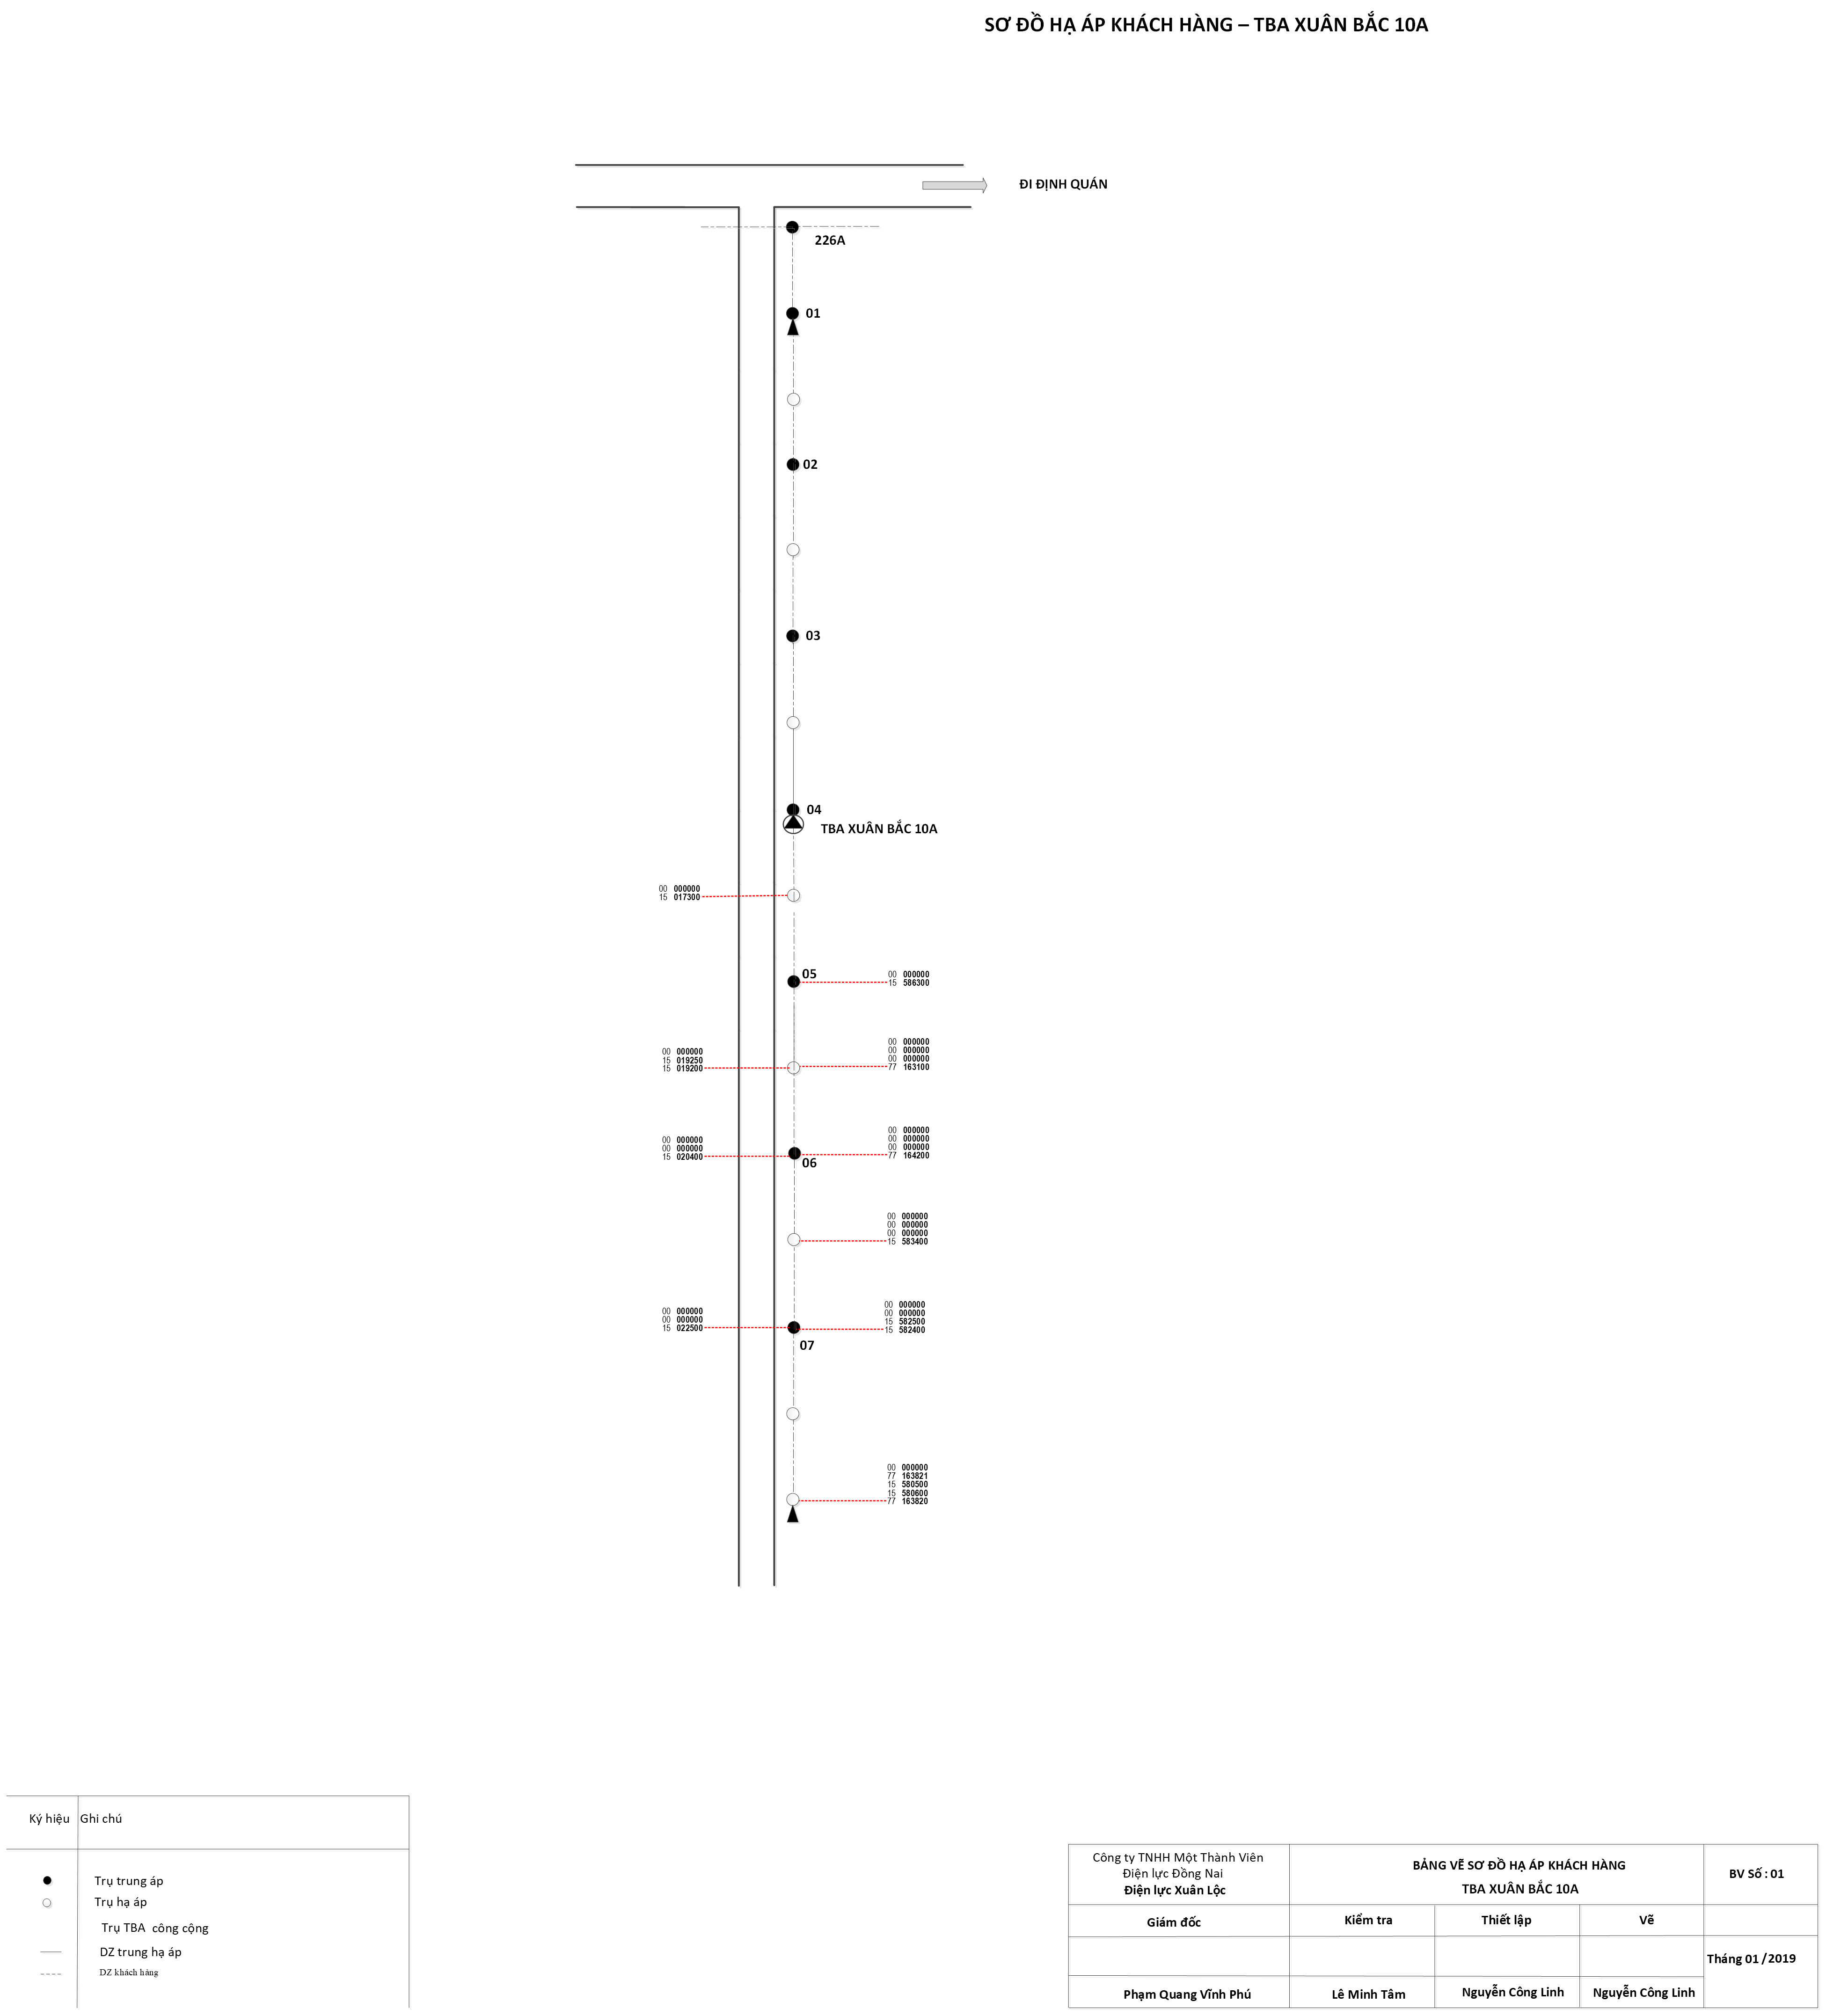 SƠ ĐỒ HẠ ÁP KHÁCH HÀNG – TBA XUÂN BẮC 10A
ĐI ĐỊNH QUÁN
226A
01
02
03
04
TBA XUÂN BẮC 10A
00 000000
15 017300
05
00 000000
15 586300
00 000000
15 019250
15 019200
00 000000
00 000000
00 000000
77 163100
00 000000
00 000000
15 020400
00 000000
00 000000
00 000000
77 164200
06
00 000000
00 000000
00 000000
15 583400
00 000000
00 000000
15 022500
00 000000
00 000000
15 582500
15 582400
07
00 000000
77 163821
15 580500
15 580600
77 163820
Ký hiệu Ghi chú
Trụ trung áp
Trụ hạ áp
Trụ TBA công cộng
DZ trung hạ áp
DZ khách hàng
Công ty TNHH Một Thành Viên
Điện lực Đồng Nai
Điện lực Xuân Lộc
BẢNG VẼ SƠ ĐỒ HẠ ÁP KHÁCH HÀNG
TBA XUÂN BẮC 10A
BV Số : 01
Giám đốc
Kiểm tra
Thiết lập
Vẽ
Tháng 01 /2019
Phạm Quang Vĩnh Phú
Lê Minh Tâm
Nguyễn Công Linh
Nguyễn Công Linh